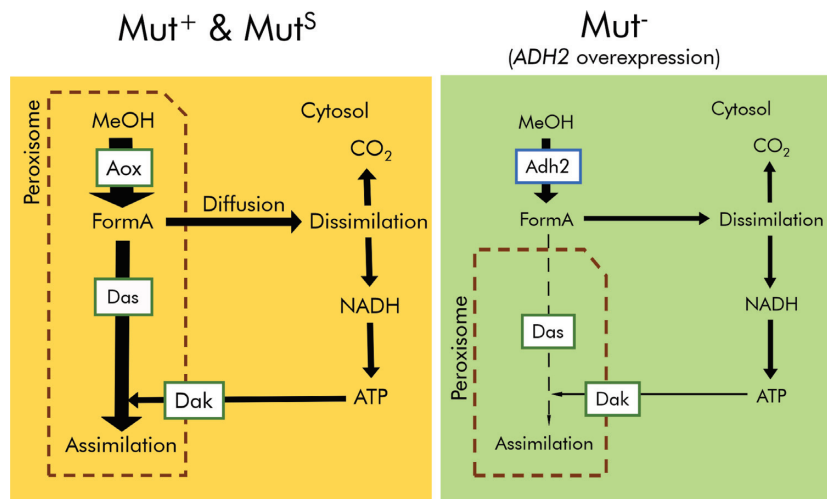 Mut⁺ & Mutˢ
Peroxisome
MeOH
Aox
FormA
Das
Assimilation
Diffusion
Cytosol
CO₂
Dissimilation
NADH
ATP
Dak
Mut⁻
(ADH2 overexpression)
MeOH
Adh2
FormA
Peroxisome
Das
Assimilation
Cytosol
CO₂
Dissimilation
NADH
ATP
Dak